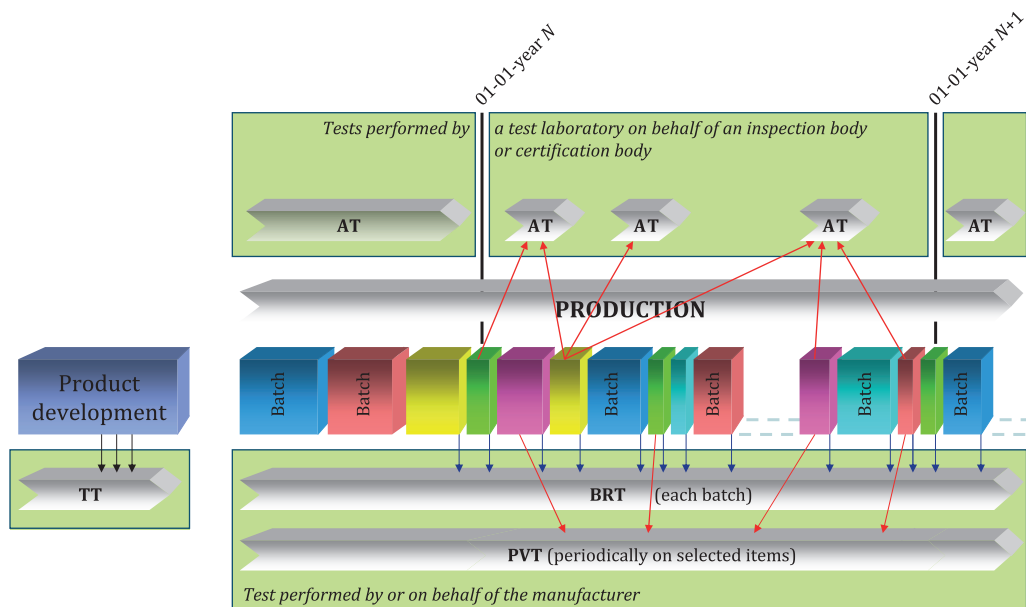 01-01-year N
01-01-year N+1
Tests performed by
a test laboratory on behalf of an inspection body
or certification body
AT
AT
AT
AT
AT
PRODUCTION
Product
development
Batch
Batch
Batch
Batch
Batch
Batch
TT
BRT (each batch)
PVT (periodically on selected items)
Test performed by or on behalf of the manufacturer